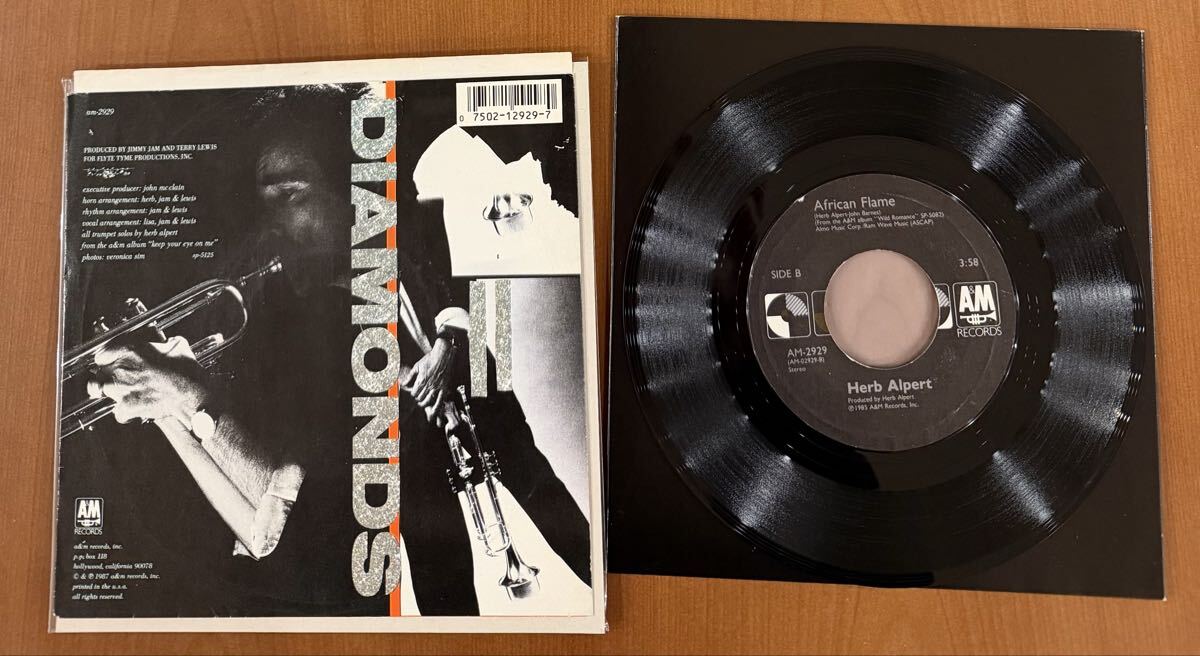 am-2929
PRODUCED BY JIMMY JAM AND TERRY LEWIS
FOR FLYTE TYME PRODUCTIONS, INC.
executive producer: john mc clain
horn arrangement: herb, jam & lewis
rhythm arrangement: jam & lewis
vocal arrangement: lisa, jam & lewis
all trumpet solos by herb alpert
from the a&m album "keep your eye on me"
photos: veronica sim sp-5125
A&M
RECORDS
a&m records, inc.
p.o. box 118
hollywood, california 90078
© & ℗ 1987 a&m records, inc.
printed in the u.s.a.
all rights reserved.
DIAMONDS
0 7502-12929-7
African Flame
(Herb Alpert-John Barnes)
(From the A&M album "Wild Romance" SP-5082)
Almo Music Corp./Ram Wave Music (ASCAP)
SIDE B
3:58
A&M
RECORDS
AM-2929
(AM-02929-B)
Stereo
Herb Alpert
Produced by Herb Alpert
℗1985 A&M Records, Inc.